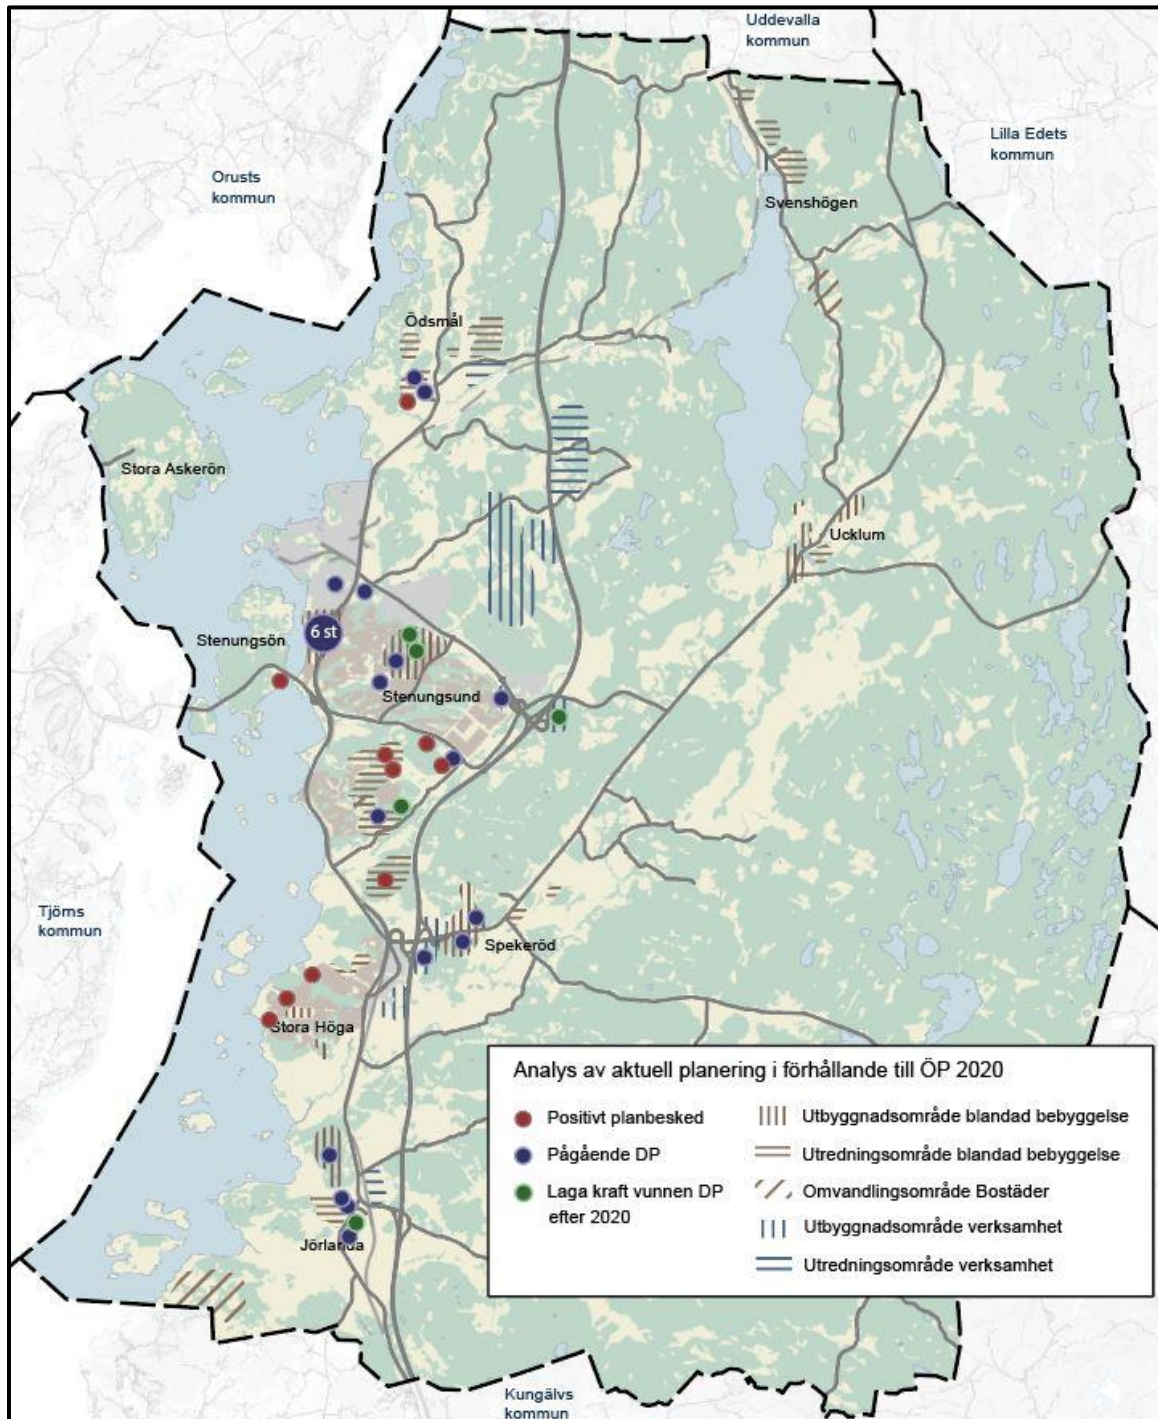 Uddevalla
kommun
Lilla Edets
kommun
Orusts
kommun
Svenshögen
Ödsmål
Stora Askerön
Ucklum
6 st
Stenungsön
Stenungsund
Tjörns
kommun
Spekeröd
Stora Höga
Jörlanda
Kungälvs
kommun
Analys av aktuell planering i förhållande till ÖP 2020
Positivt planbesked
Pågående DP
Laga kraft vunnen DP
efter 2020
Utbyggnadsområde blandad bebyggelse
Utredningsområde blandad bebyggelse
Omvandlingsområde Bostäder
Utbyggnadsområde verksamhet
Utredningsområde verksamhet